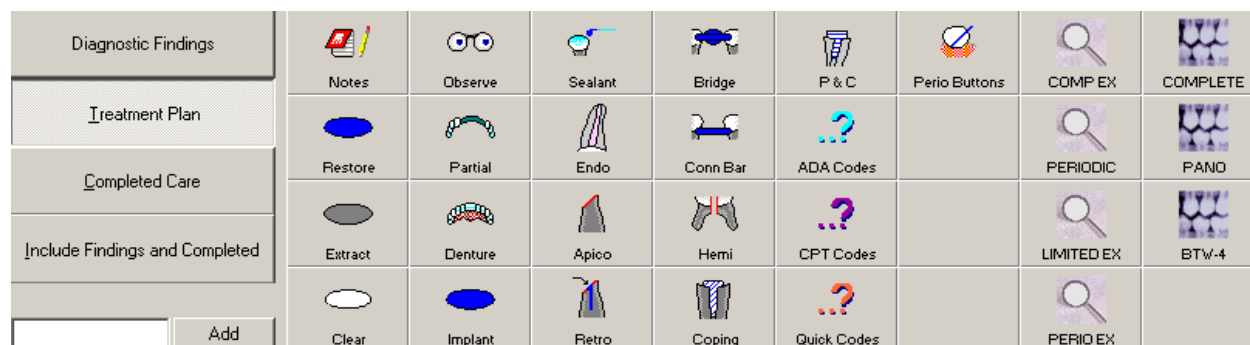 Diagnostic Findings
Treatment Plan
Completed Care
Include Findings and Completed
Add
Notes Observe Sealant Bridge P & C Perio Buttons COMP EX COMPLETE
Restore Partial Endo Conn Bar ADA Codes PERIODIC PANO
Extract Denture Apico Hemi CPT Codes LIMITED EX BTW-4
Clear Implant Retro Coping Quick Codes PERIO EX